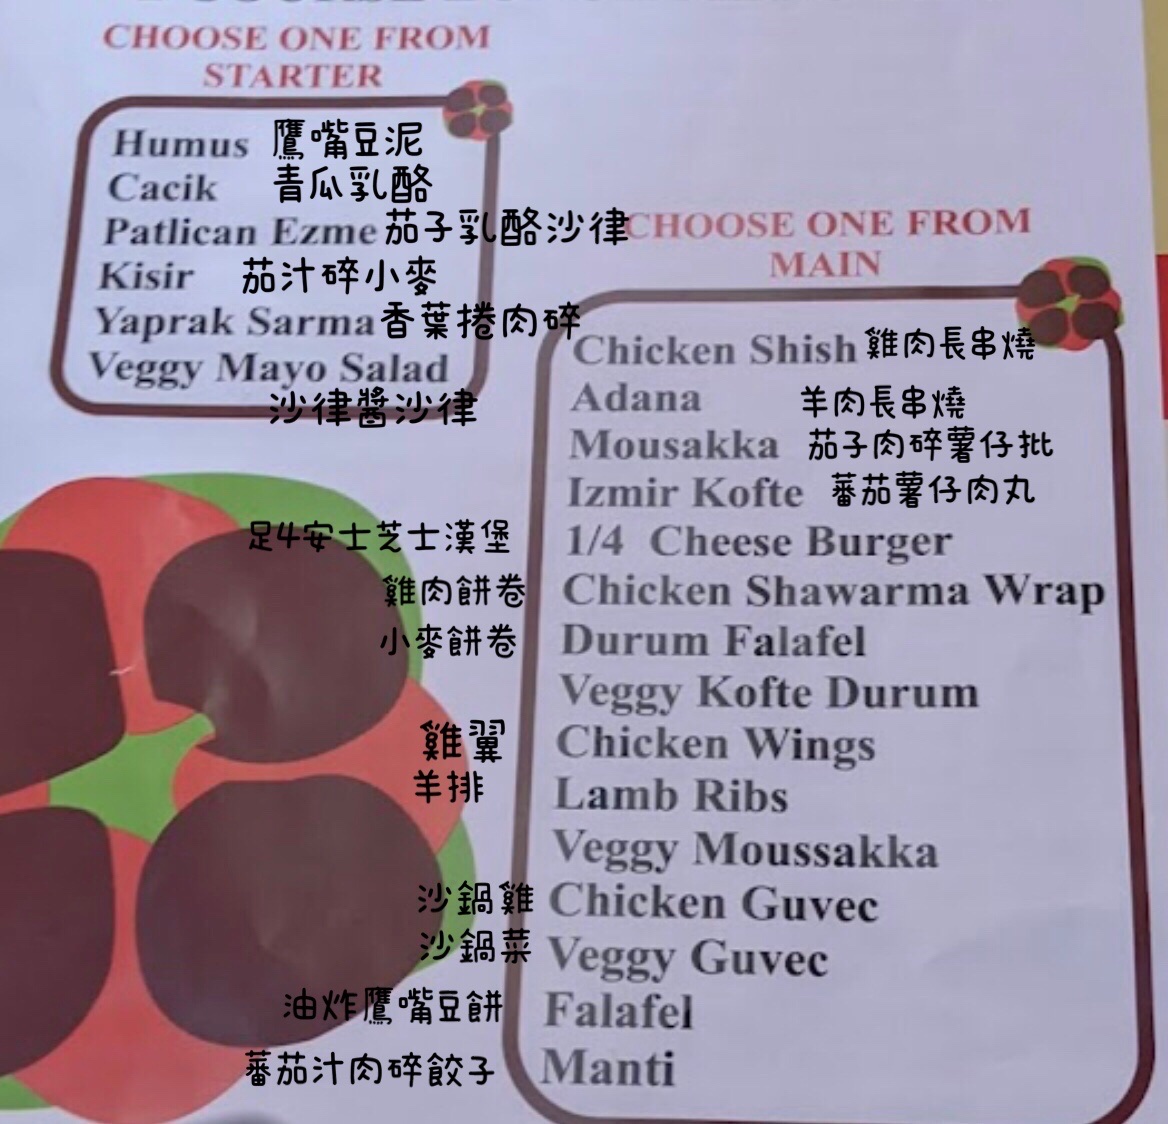 CHOOSE ONE FROM
STARTER
Humus 鷹嘴豆泥
Cacik 青瓜乳酪
Patlican Ezme 茄子乳酪沙律
Kisir 茄汁碎小麥
Yaprak Sarma 香葉捲肉碎
Veggy Mayo Salad
沙律醬沙律
CHOOSE ONE FROM
MAIN
Chicken Shish 雞肉長串燒
Adana 羊肉長串燒
Mousakka 茄子肉碎薯仔批
Izmir Kofte 蕃茄薯仔肉丸
足4安士芝士漢堡 1/4 Cheese Burger
雞肉餅卷 Chicken Shawarma Wrap
小麥餅卷 Durum Falafel
Veggy Kofte Durum
雞翼 Chicken Wings
羊排 Lamb Ribs
Veggy Moussakka
沙鍋雞 Chicken Guvec
沙鍋菜 Veggy Guvec
油炸鷹嘴豆餅 Falafel
蕃茄汁肉碎餃子 Manti